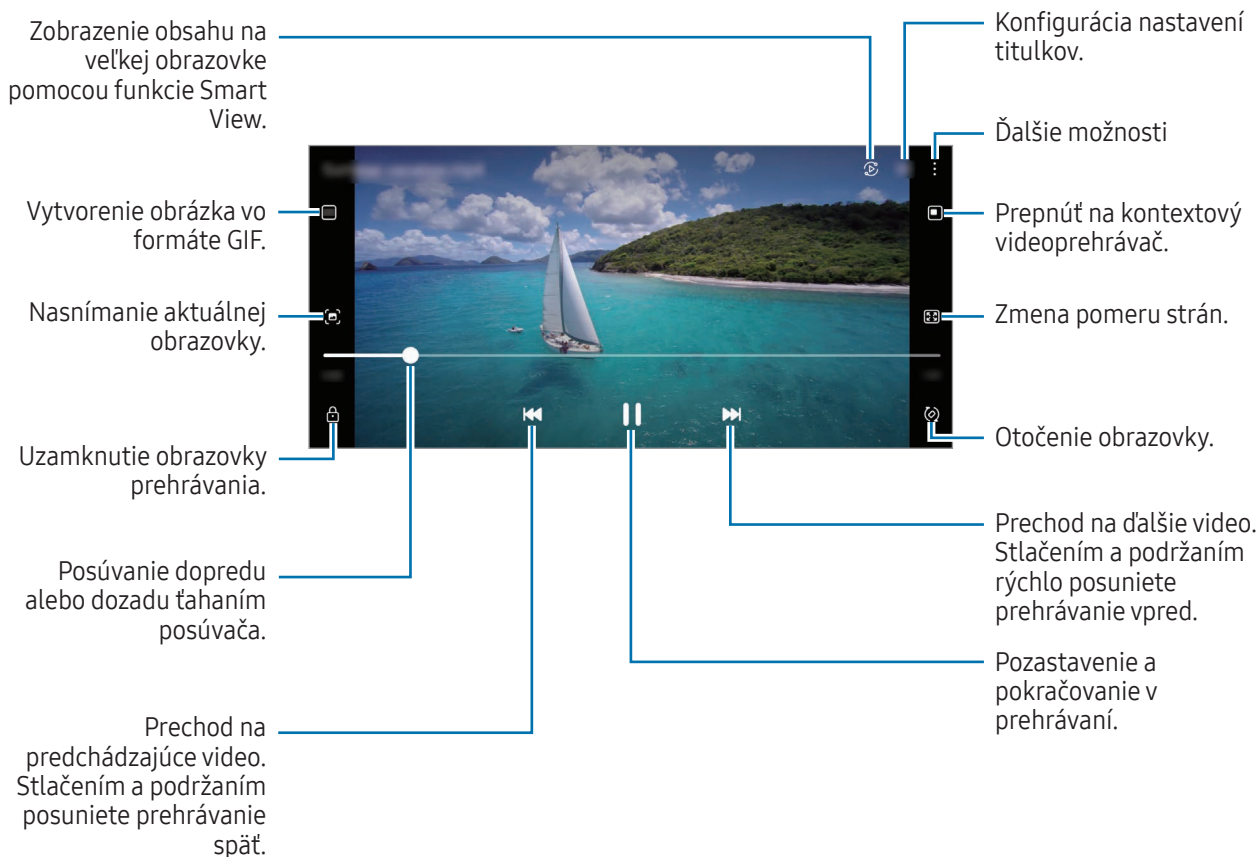 Zobrazenie obsahu na
veľkej obrazovke
pomocou funkcie Smart
View.
Vytvorenie obrázka vo
formáte GIF.
Nasnímanie aktuálnej
obrazovky.
Uzamknutie obrazovky
prehrávania.
Posúvanie dopredu
alebo dozadu ťahaním
posúvača.
Prechod na
predchádzajúce video.
Stlačením a podržaním
posuniete prehrávanie
späť.
Konfigurácia nastavení
titulkov.
Ďalšie možnosti
Prepnúť na kontextový
videoprehrávač.
Zmena pomeru strán.
Otočenie obrazovky.
Prechod na ďalšie video.
Stlačením a podržaním
rýchlo posuniete
prehrávanie vpred.
Pozastavenie a
pokračovanie v
prehrávaní.